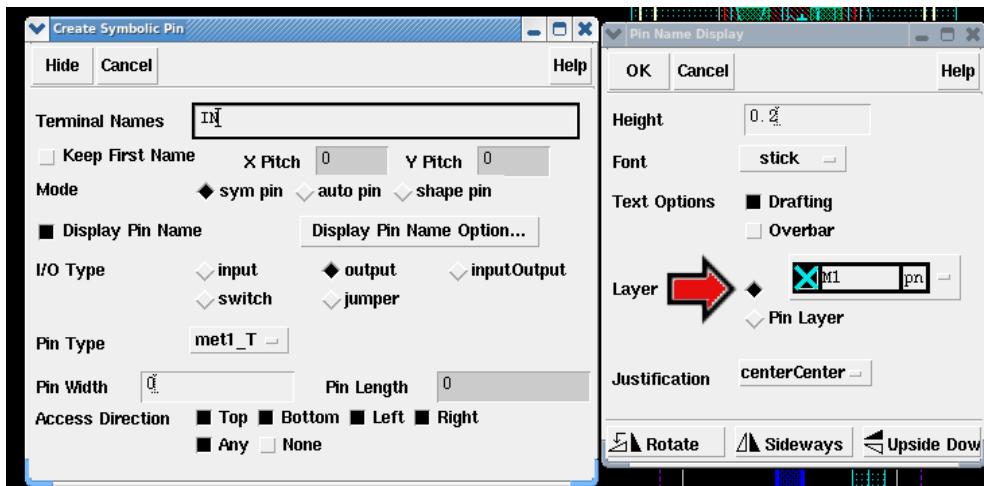 Create Symbolic Pin
Hide Cancel Help
Terminal Names IN
Keep First Name X Pitch 0 Y Pitch 0
Mode sym pin auto pin shape pin
Display Pin Name Display Pin Name Option...
I/O Type input output inputOutput
switch jumper
Pin Type met1_T
Pin Width 0 Pin Length 0
Access Direction Top Bottom Left Right
Any None
Pin Name Display
OK Cancel Help
Height 0.2
Font stick
Text Options Drafting
Overbar
Layer M1 pn
Pin Layer
Justification centerCenter
Rotate Sideways Upside Dow